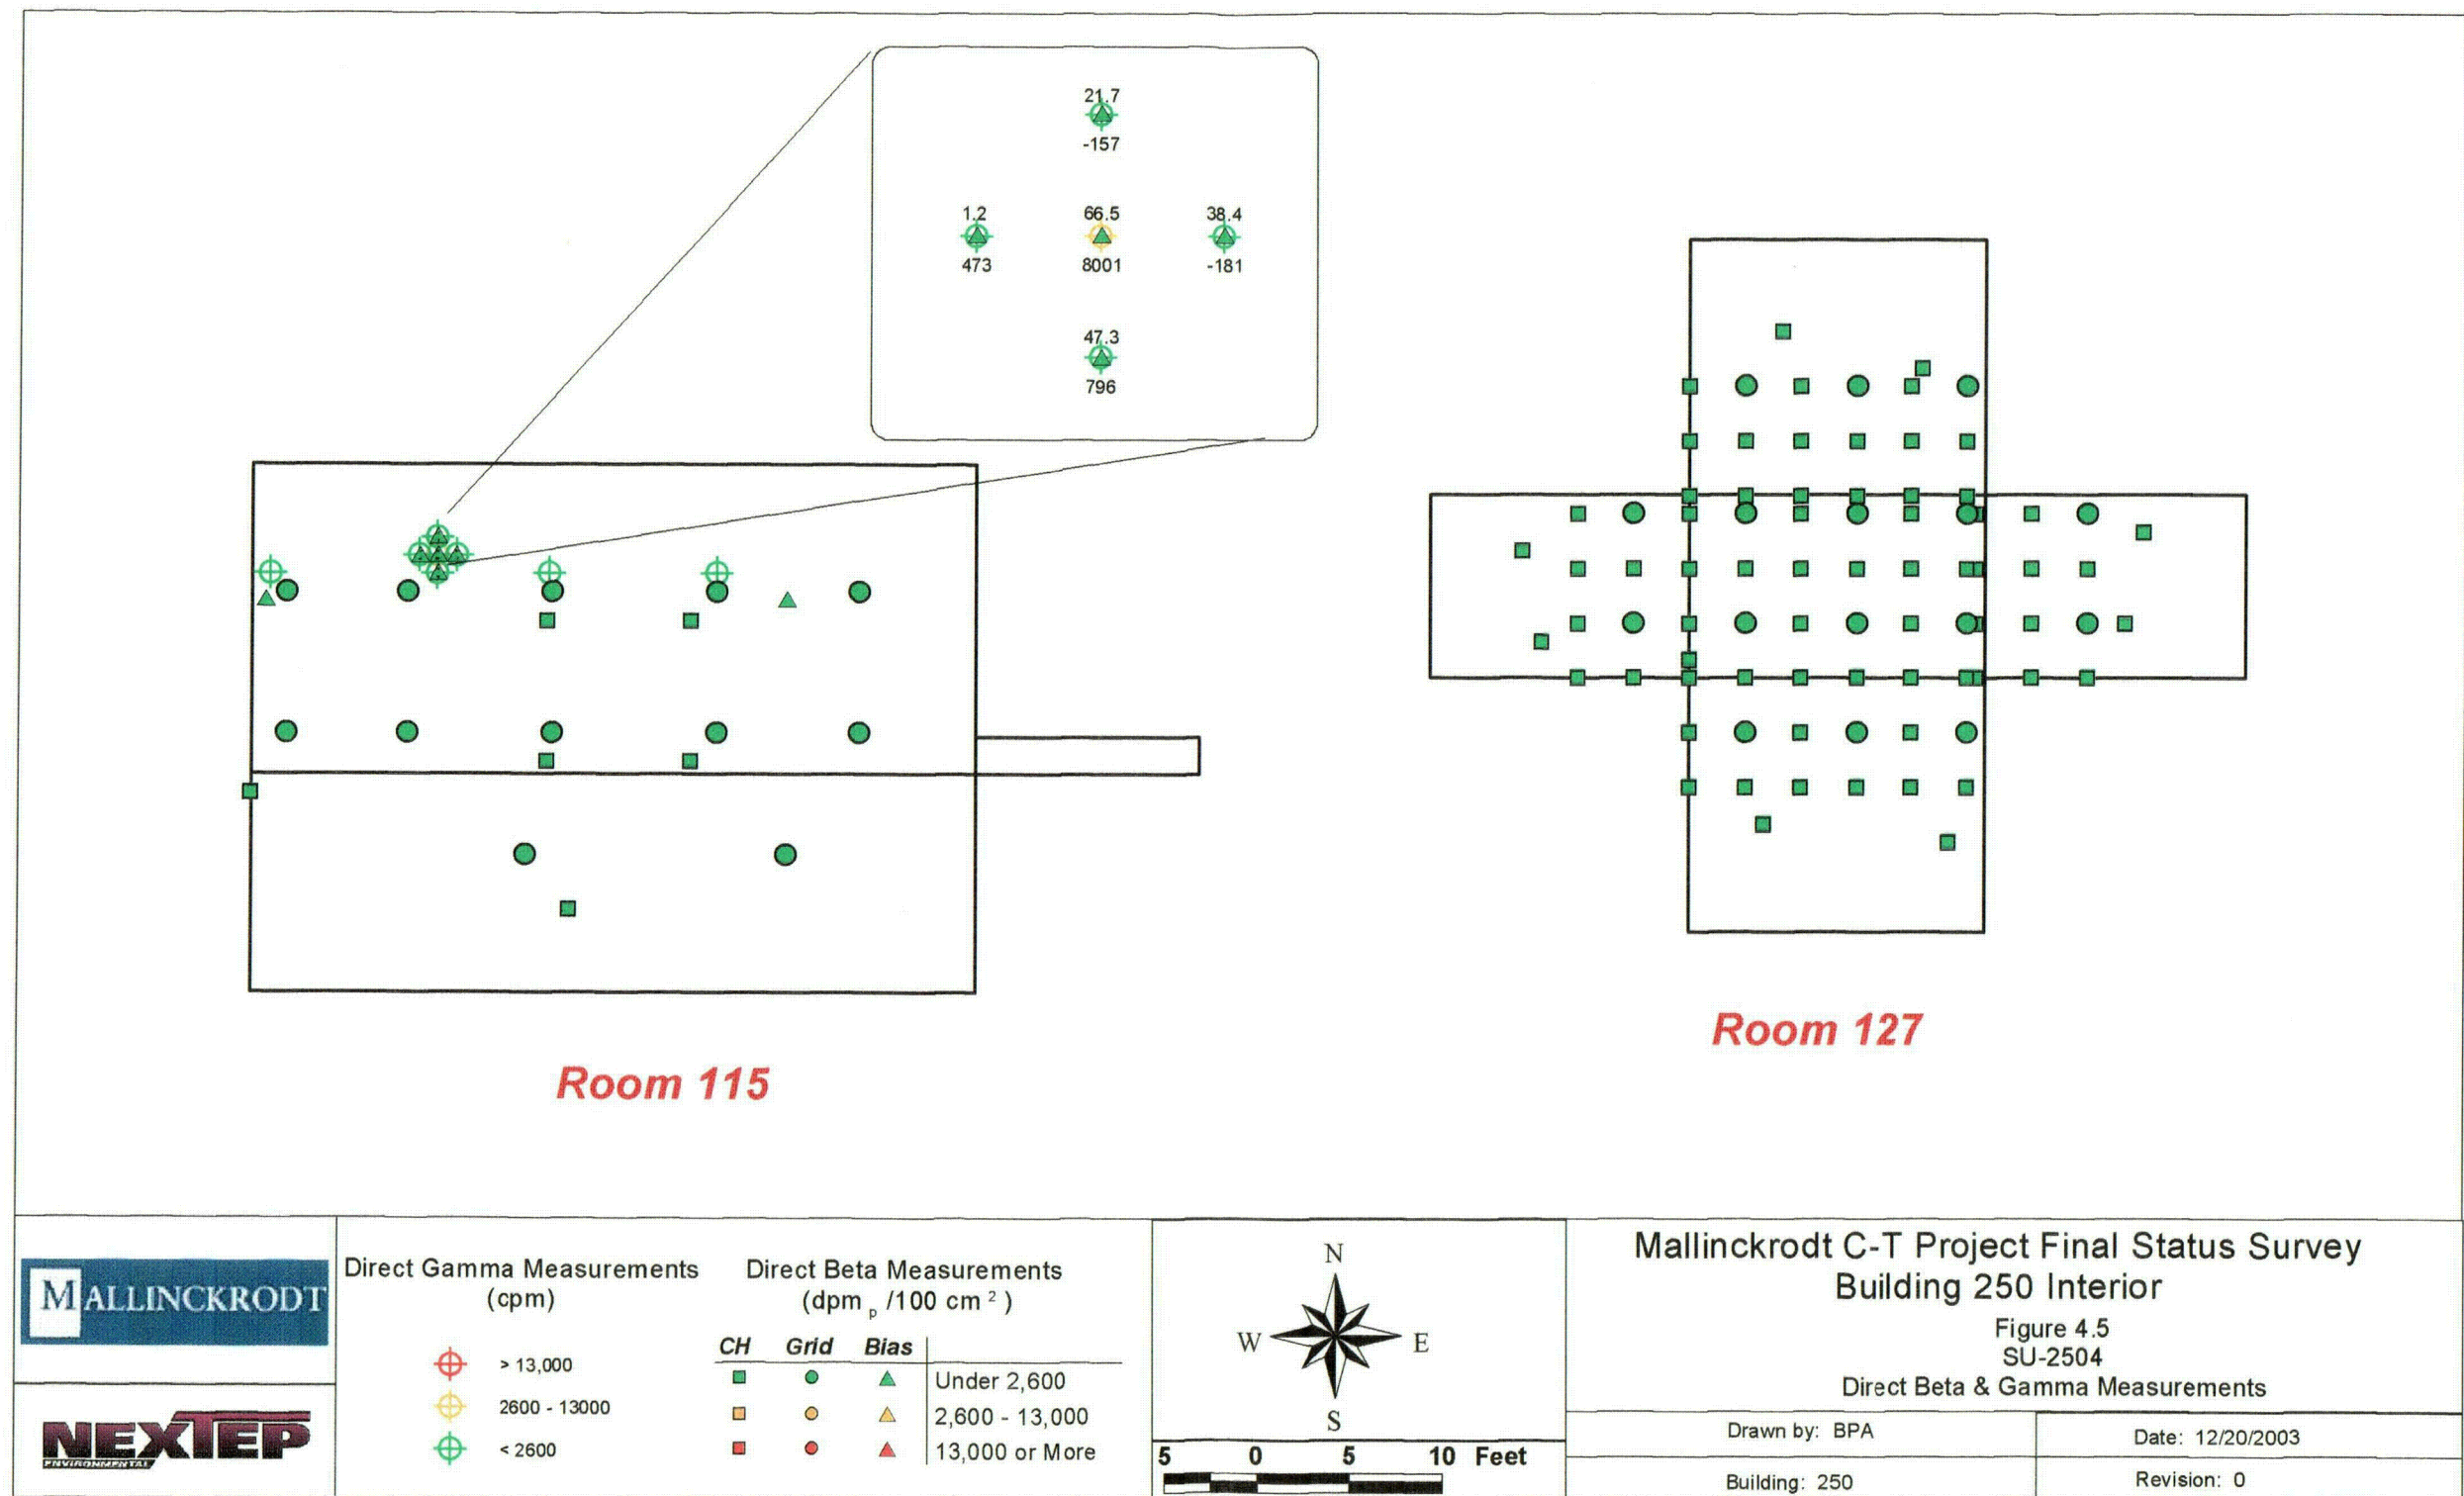 21.7
-157
1.2
66.5
38.4
473
8001
-181
47.3
796
Room 127
Room 115
MALLINCKRODT
NEXTEP
ENVIRONMENTAL
Direct Gamma Measurements
(cpm)
> 13,000
2600 - 13000
< 2600
Direct Beta Measurements
(dpm p /100 cm 2 )
CH Grid Bias
Under 2,600
2,600 - 13,000
13,000 or More
N
W E
S
5 0 5 10 Feet
Mallinckrodt C-T Project Final Status Survey
Building 250 Interior
Figure 4.5
SU-2504
Direct Beta & Gamma Measurements
Drawn by: BPA
Date: 12/20/2003
Building: 250
Revision: 0